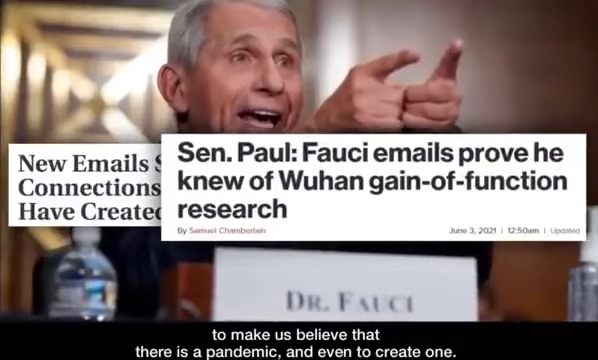 New Emails
Connections
Have Created
Sen. Paul: Fauci emails prove he
knew of Wuhan gain-of-function
research
By Samuel Chamberlain
June 3, 2021 | 12:50am | Updated
DR. FAUCI
to make us believe that
there is a pandemic, and even to create one.